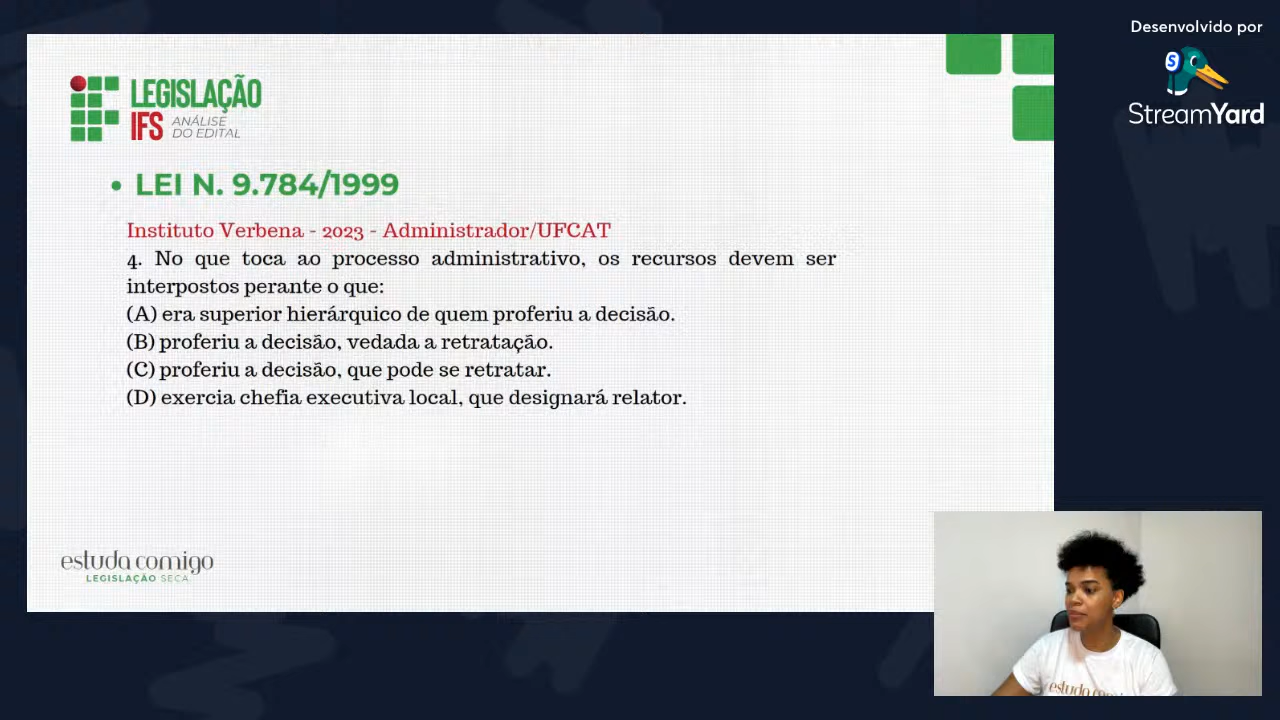 Desenvolvido por
StreamYard
LEGISLAÇÃO
IFS ANÁLISE
DO EDITAL
• LEI N. 9.784/1999
Instituto Verbena - 2023 - Administrador/UFCAT
4. No que toca ao processo administrativo, os recursos devem ser
interpostos perante o que:
(A) era superior hierárquico de quem proferiu a decisão.
(B) proferiu a decisão, vedada a retratação.
(C) proferiu a decisão, que pode se retratar.
(D) exercia chefia executiva local, que designará relator.
estuda comigo
LEGISLAÇÃO SECA